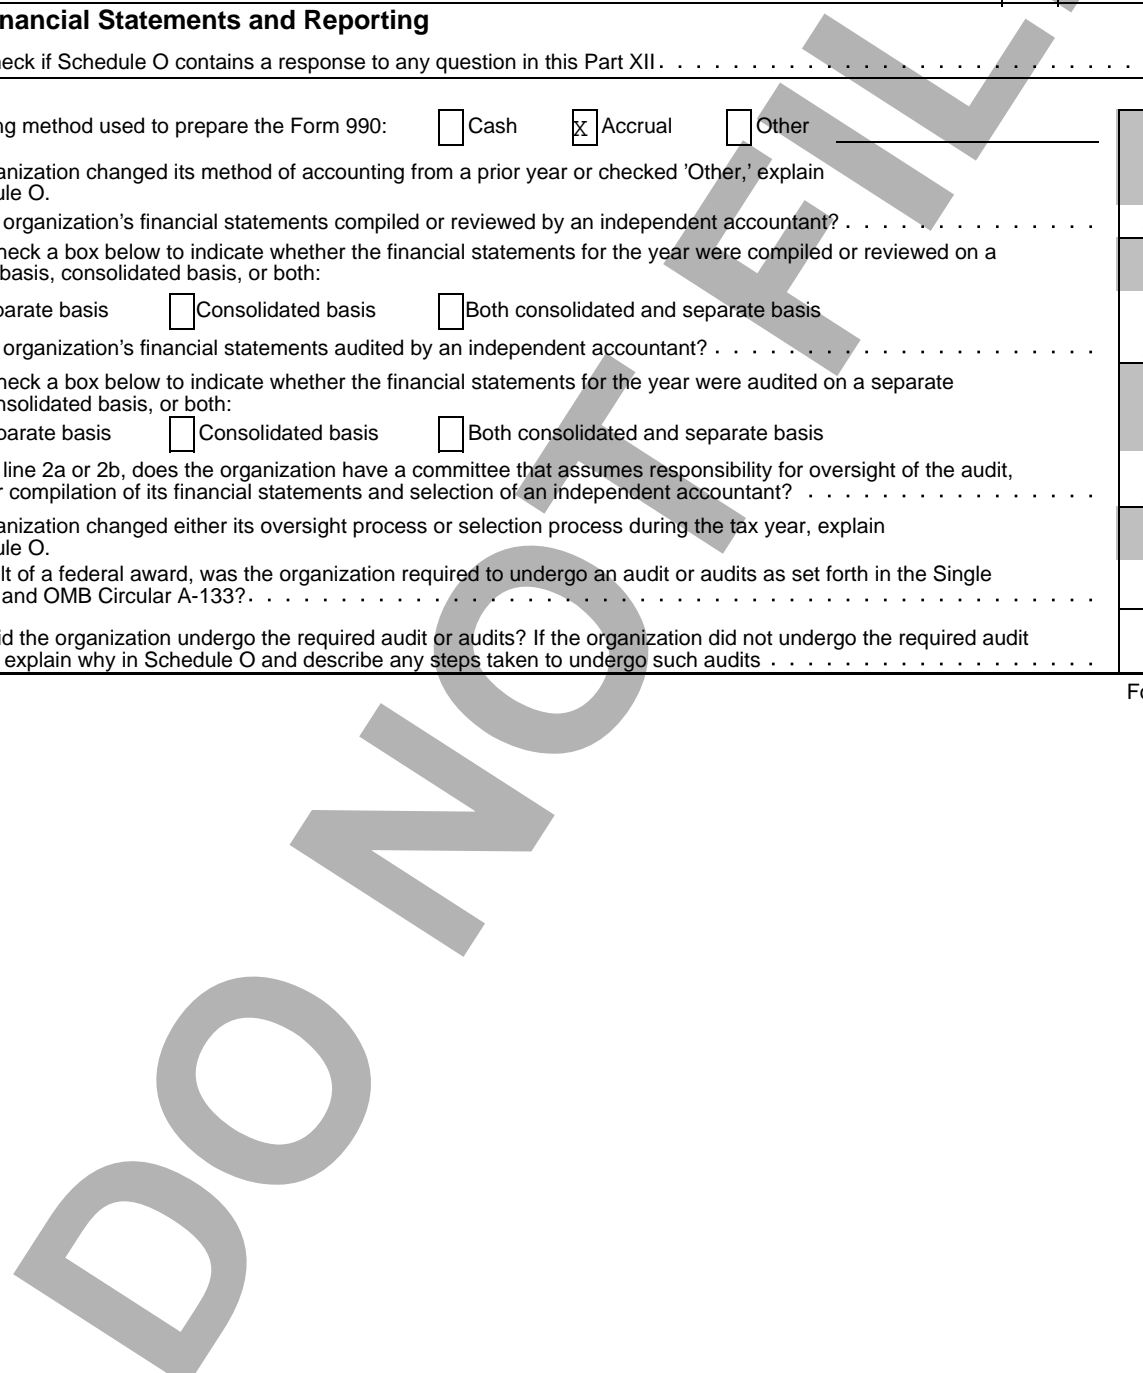 nancial Statements and Reporting
eck if Schedule O contains a response to any question in this Part XII. . . . . . . . . . . . . . . . . . . . . . . . . .
ng method used to prepare the Form 990: Cash X Accrual Other
anization changed its method of accounting from a prior year or checked 'Other,' explain
ule O.
organization's financial statements compiled or reviewed by an independent accountant? . . . . . . . . . . . . . .
heck a box below to indicate whether the financial statements for the year were compiled or reviewed on a
basis, consolidated basis, or both:
parate basis Consolidated basis Both consolidated and separate basis
organization's financial statements audited by an independent accountant? . . . . . . . . . . . . . . . . . . . . .
heck a box below to indicate whether the financial statements for the year were audited on a separate
nsolidated basis, or both:
parate basis Consolidated basis Both consolidated and separate basis
line 2a or 2b, does the organization have a committee that assumes responsibility for oversight of the audit,
r compilation of its financial statements and selection of an independent accountant? . . . . . . . . . . . . . . . .
anization changed either its oversight process or selection process during the tax year, explain
ule O.
lt of a federal award, was the organization required to undergo an audit or audits as set forth in the Single
and OMB Circular A-133? . . . . . . . . . . . . . . . . . . . . . . . . . . . . . . . . . . . . . . . . . . . . . .
id the organization undergo the required audit or audits? If the organization did not undergo the required audit
explain why in Schedule O and describe any steps taken to undergo such audits . . . . . . . . . . . . . . . . . .
Fo
DO NOT FIL